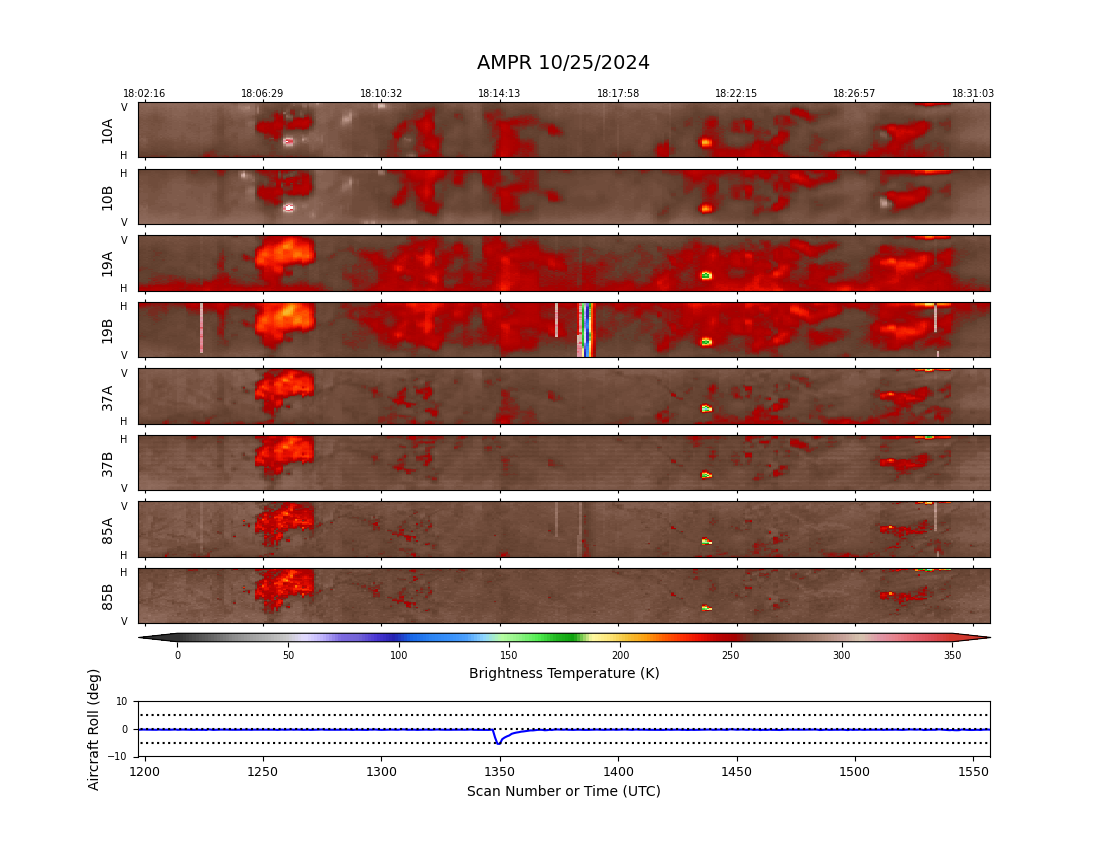 AMPR 10/25/2024
18:02:16 18:06:29 18:10:32 18:14:13 18:17:58 18:22:15 18:26:57 18:31:03
V
10A
H
H
10B
V
V
19A
H
H
19B
V
V
37A
H
H
37B
V
V
85A
H
H
85B
V
0 50 100 150 200 250 300 350
Brightness Temperature (K)
Aircraft Roll (deg)
10
0
−10
1200 1250 1300 1350 1400 1450 1500 1550
Scan Number or Time (UTC)